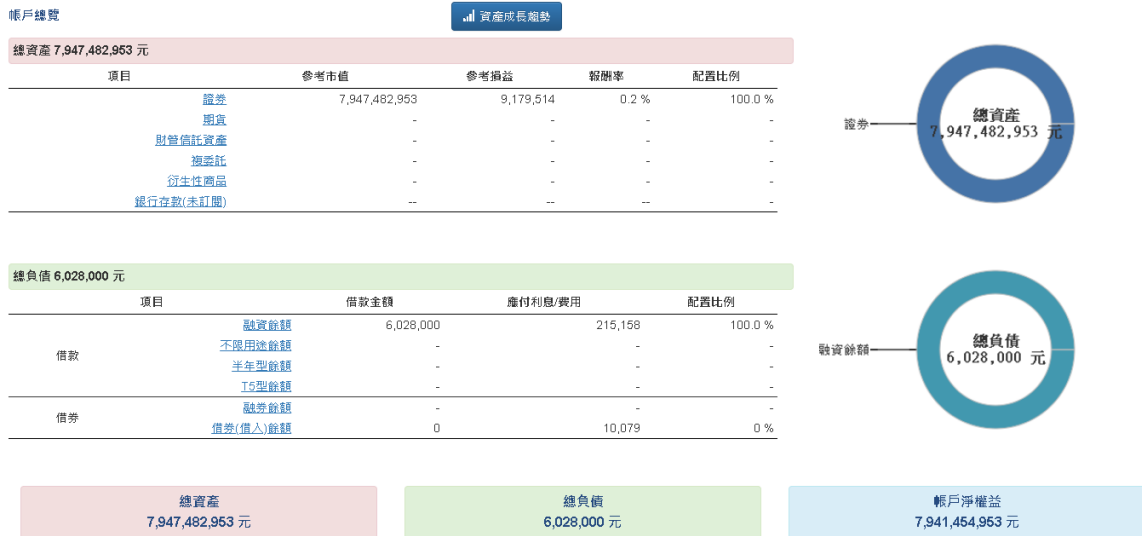 帳戶總覽
資產成長趨勢
總資產 7,947,482,953 元
項目 參考市值 參考損益 報酬率 配置比例
證券 7,947,482,953 9,179,514 0.2 % 100.0 %
期貨 - - - -
財管信託資產 - - - -
複委託 - - - -
衍生性商品 - - - -
銀行存款(未訂閱) -- -- -- -
證券
總資產
7,947,482,953 元
總負債 6,028,000 元
項目 借款金額 應付利息/費用 配置比例
借款
融資餘額 6,028,000 215,158 100.0 %
不限用途餘額 - - -
半年型餘額 - - -
T5型餘額 - - -
借券
融券餘額 - - -
借券(借入)餘額 0 10,079 0 %
融資餘額
總負債
6,028,000 元
總資產
7,947,482,953 元
總負債
6,028,000 元
帳戶淨權益
7,941,454,953 元